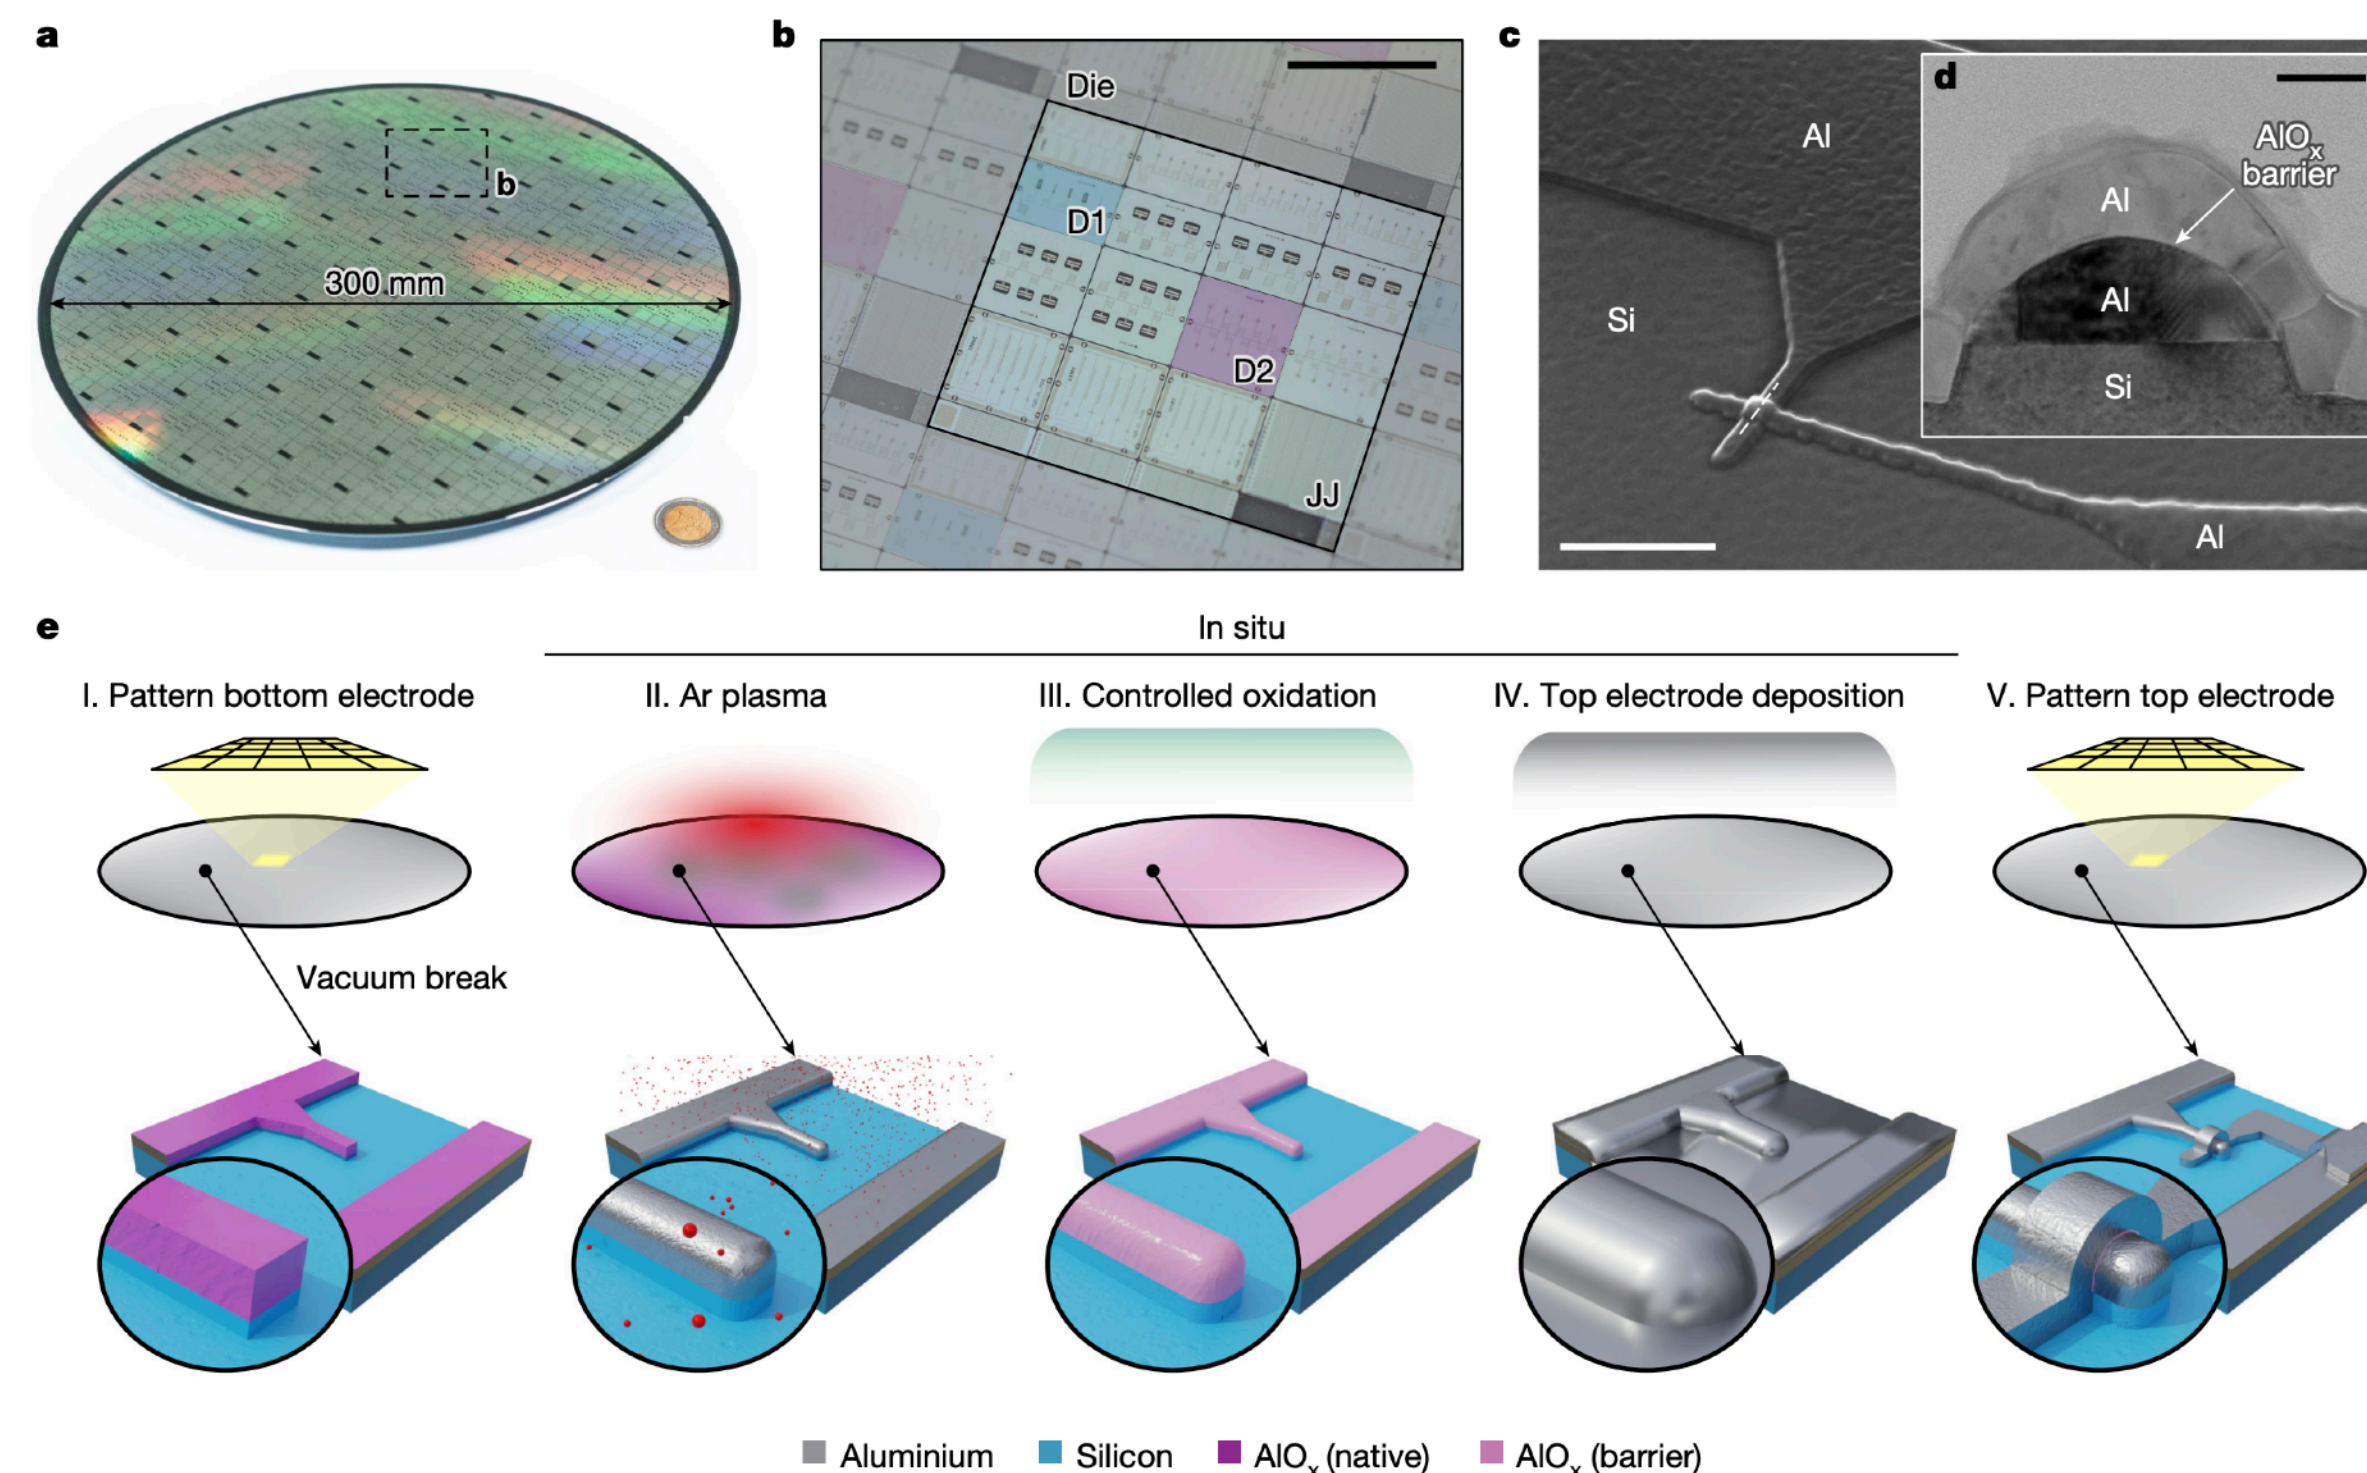 a
300 mm
b
b
Die
D1
D2
JJ
c
Al
Si
Al
d
AlOx
barrier
Al
Al
Si
e
In situ
I. Pattern bottom electrode
II. Ar plasma
III. Controlled oxidation
IV. Top electrode deposition
V. Pattern top electrode
Vacuum break
Aluminium
Silicon
AlOx (native)
AlOx (barrier)